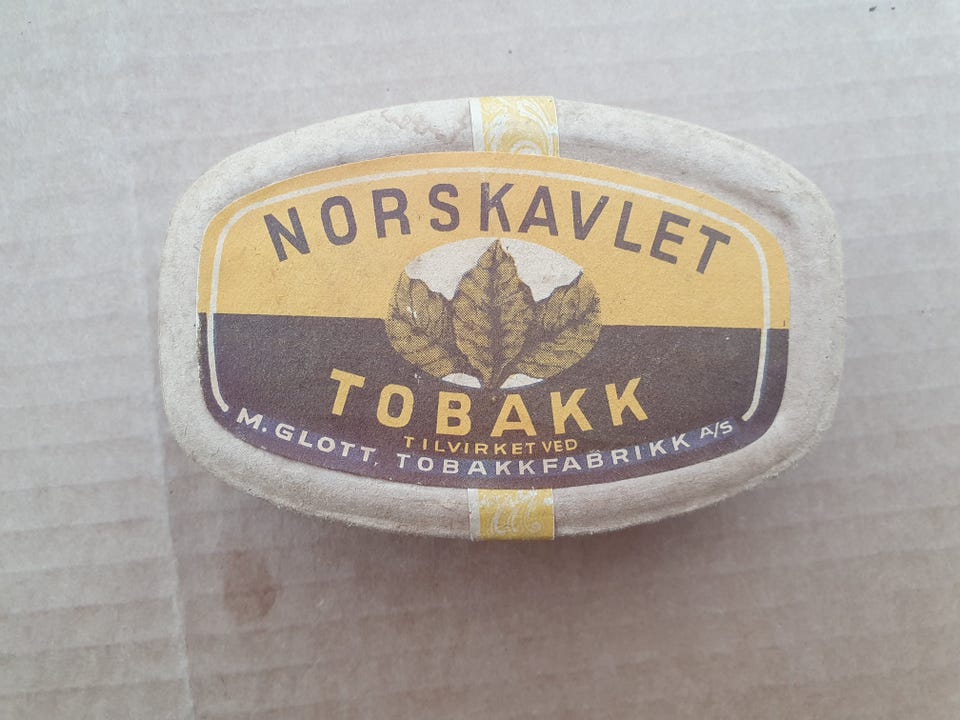 NORSKAVLET
TOBAKK
TILVIRKET VED
M. GLOTT, TOBAKKFABRIKK A/S